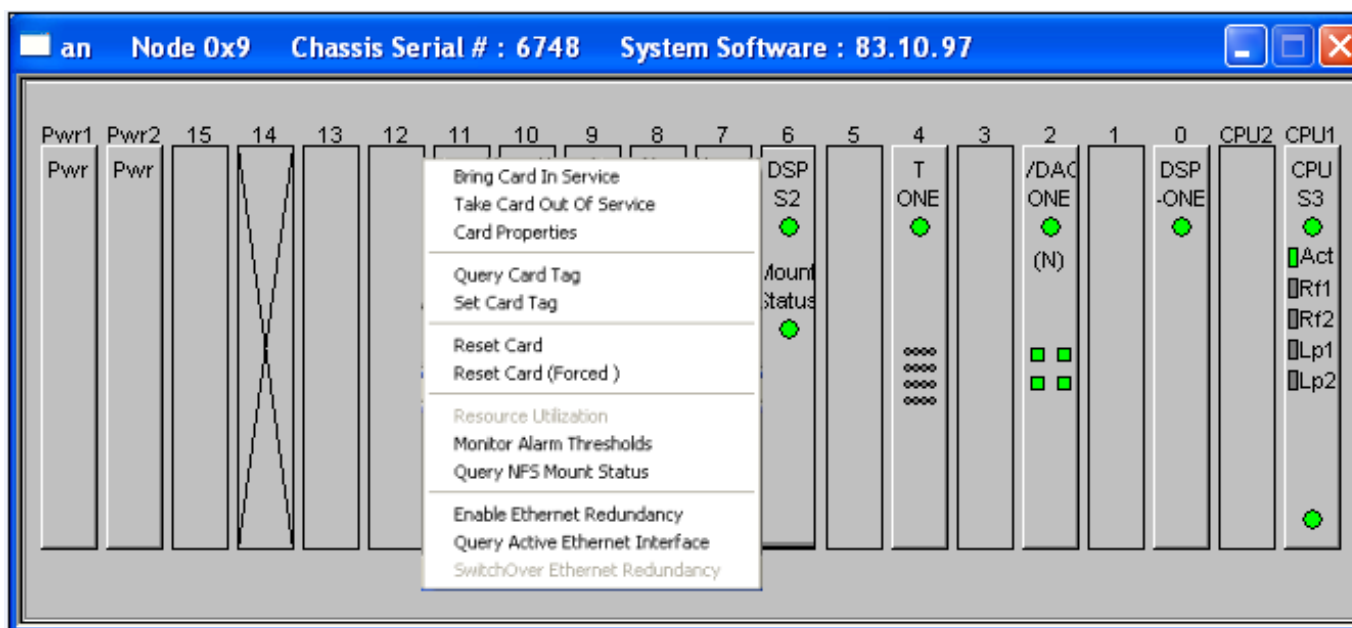 an Node 0x9 Chassis Serial # : 6748 System Software : 83.10.97
Pwr1 Pwr2 15 14 13 12 11 10 9 8 7 6 5 4 3 2 1 0 CPU2 CPU1
Pwr Pwr DSP T /DAC DSP CPU
S2 ONE ONE -ONE S3
(N) Act
Mount Rf1
Status Rf2
Lp1
Lp2
Bring Card In Service
Take Card Out Of Service
Card Properties
Query Card Tag
Set Card Tag
Reset Card
Reset Card (Forced )
Resource Utilization
Monitor Alarm Thresholds
Query NFS Mount Status
Enable Ethernet Redundancy
Query Active Ethernet Interface
SwitchOver Ethernet Redundancy